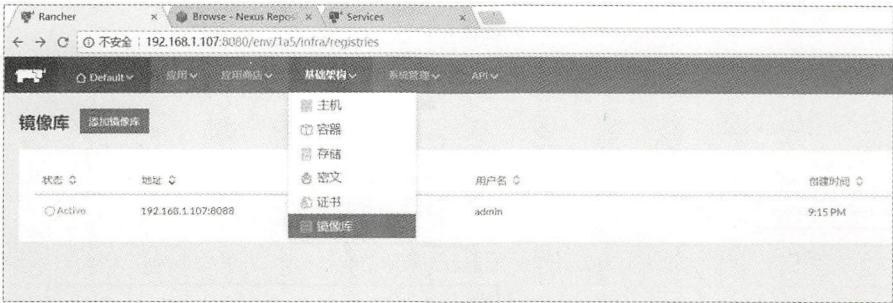 Rancher × Browse - Nexus Repos × Services ×
不安全 | 192.168.1.107:8080/env/1a5/infra/registries
Default 应用 应用商店 基础架构 系统管理 API
主机
镜像库 添加镜像库
容器
存储
状态 地址 密文 用户名 创建时间
证书
Active 192.168.1.107:8088 admin 9:15 PM
镜像库